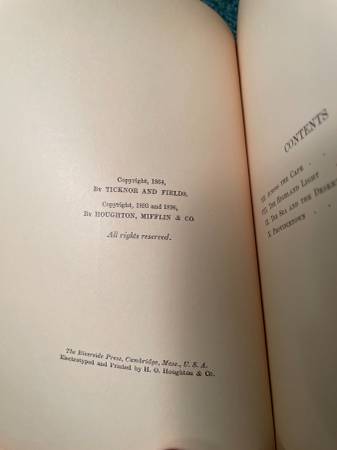 Copyright, 1864,
By TICKNOR AND FIELDS.
Copyright, 1893 and 1896,
By HOUGHTON, MIFFLIN & CO.
All rights reserved.
The Riverside Press, Cambridge, Mass., U. S. A.
Electrotyped and Printed by H. O. Houghton & Co.
CONTENTS
THE CAPE
THE HIGHLAND LIGHT
THE SEA AND THE DESERT
X. PROVINCETOWN